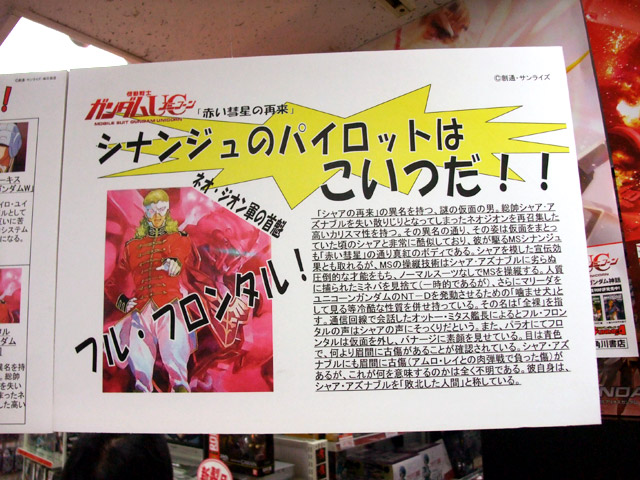 ©創通・サンライズ
機動戦士
ガンダムUC
ユニコーン
MOBILE SUIT GUNDAM UNICORN
「赤い彗星の再来」
シナンジュのパイロットは
こいつだ！！
ネオ・ジオン軍の首魁
フル・フロンタル！
「シャアの再来」の異名を持つ、謎の仮面の男。総帥シャア・ア
ズナブルを失い散りじりとなってしまったネオジオンを再召集した
高いカリスマ性を持つ。その異名の通り、その姿は仮面をまとっ
ていた頃のシャアと非常に酷似しており、彼が駆るMSシナンジュ
も「赤い彗星」の通り真紅のボディである。シャアを模した宣伝効
果とも取れるが、MSの操縦技術はシャア・アズナブルに劣らぬ
圧倒的な才能をもち、ノーマルスーツなしでMSを操縦する。人質
に捕られたミネバを見捨て（一時的であるが）、さらにマリーダを
ユニコーンガンダムのNT－Dを発動させるための「噛ませ犬」と
して見る等冷酷な性質を併せ持っている。その名は「全裸」を指
す。通信回線で会話したオットー・ミタス艦長によるとフル・フロン
タルの声はシャアの声にそっくりだという。また、パラオにてフロ
ンタルは仮面を外し、バナージに素顔を見せている。目は青色
で、何より眉間に古傷があることが確認されている。シャア・アズ
ナブルにも眉間に古傷（アムロ・レイとの肉弾戦で負った傷）が
あるが、これが何を意味するのかは全く不明である。彼自身は、
シャア・アズナブルを「敗北した人間」と称している。
角川書店